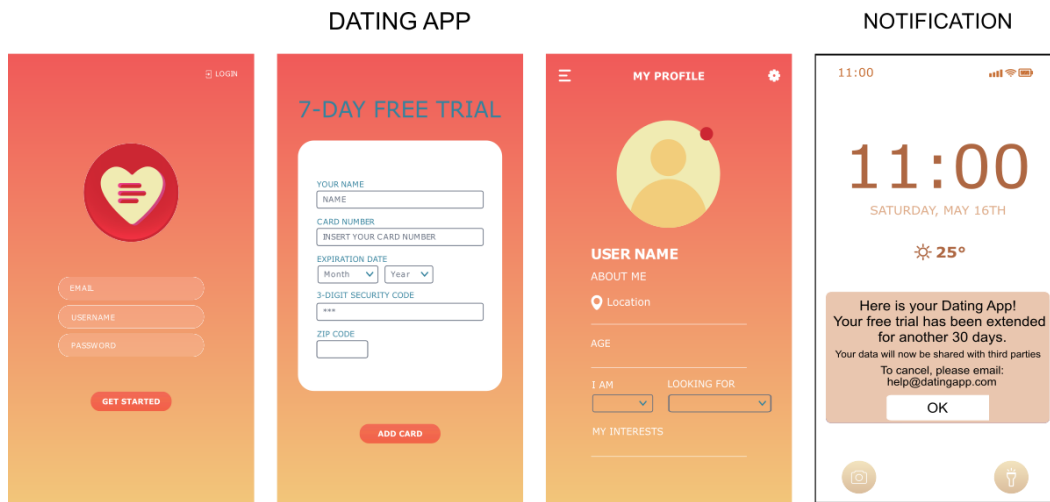 DATING APP
NOTIFICATION
LOGIN
EMAIL
USERNAME
PASSWORD
GET STARTED
7-DAY FREE TRIAL
YOUR NAME
NAME
CARD NUMBER
INSERT YOUR CARD NUMBER
EXPIRATION DATE
Month Year
3-DIGIT SECURITY CODE
***
ZIP CODE
ADD CARD
MY PROFILE
USER NAME
ABOUT ME
Location
AGE
I AM LOOKING FOR
MY INTERESTS
11:00
11:00
SATURDAY, MAY 16TH
25°
Here is your Dating App!
Your free trial has been extended
for another 30 days.
Your data will now be shared with third parties
To cancel, please email:
help@datingapp.com
OK